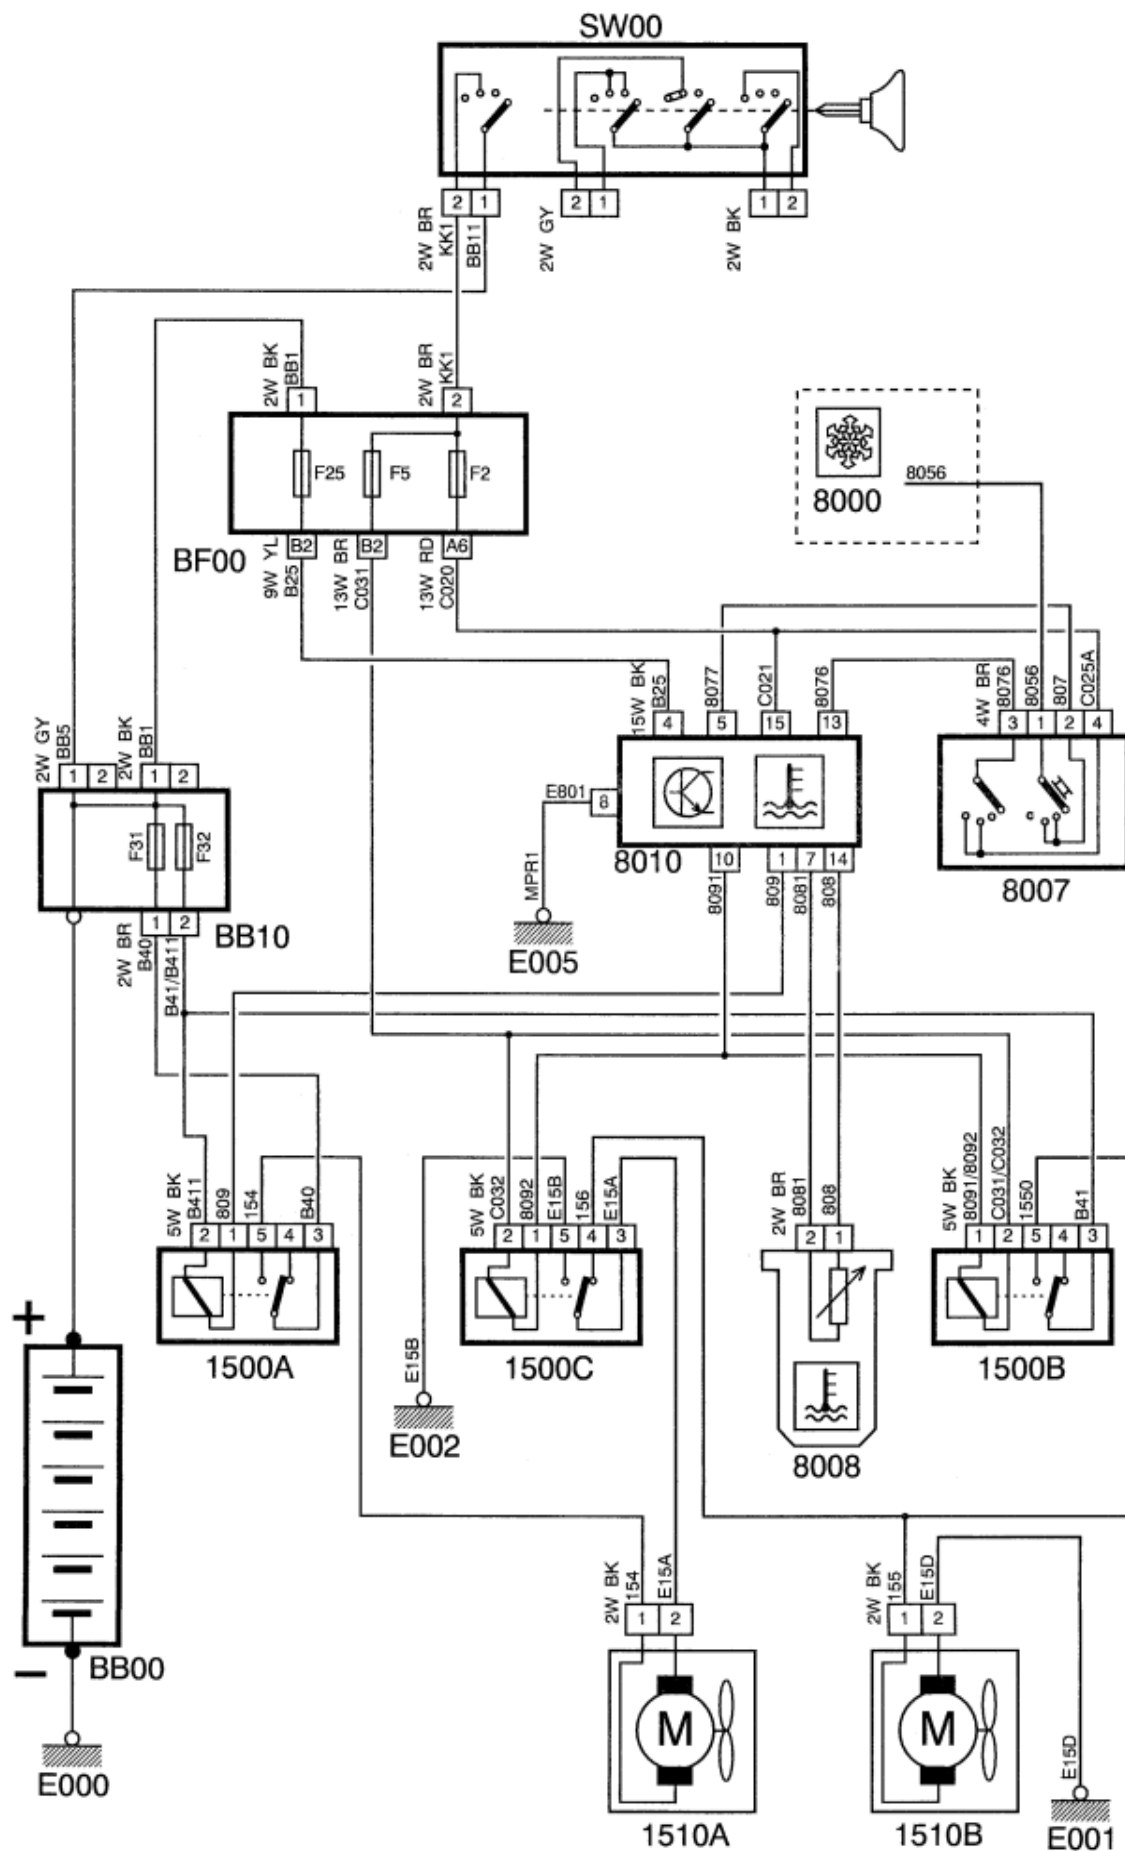 SW00
2 1
2 1
1 2
2W BR
KK1
BB11
2W GY
2W BK
2W BK
BB1
2W BR
KK1
1
2
F25
F5
F2
8000
8056
BF00
B2
B2
A6
9W YL
B25
13W BR
C031
13W RD
C020
15W BK
B25
8077
C021
8076
4W BR
8076
8056
807
C025A
4
5
15
13
3 1 2 4
2W GY
BB5
2W BK
BB1
1 2
1 2
E801
8
F31
F32
8010
10
1 7 14
8007
MPR1
8091
809
8081
808
E005
1 2
BB10
2W BR
B40
B41/B411
5W BK
B411
809
154
B40
5W BK
C032
8092
E15B
156
E15A
2W BR
8081
808
5W BK
8091/8092
C031/C032
1550
B41
2 1 5 4 3
2 1 5 4 3
2 1
1 2 5 4 3
+
1500A
1500C
1500B
E15B
E002
8008
2W BK
154
E15A
2W BK
155
E15D
1 2
1 2
–
BB00
M
M
E15D
E000
1510A
1510B
E001